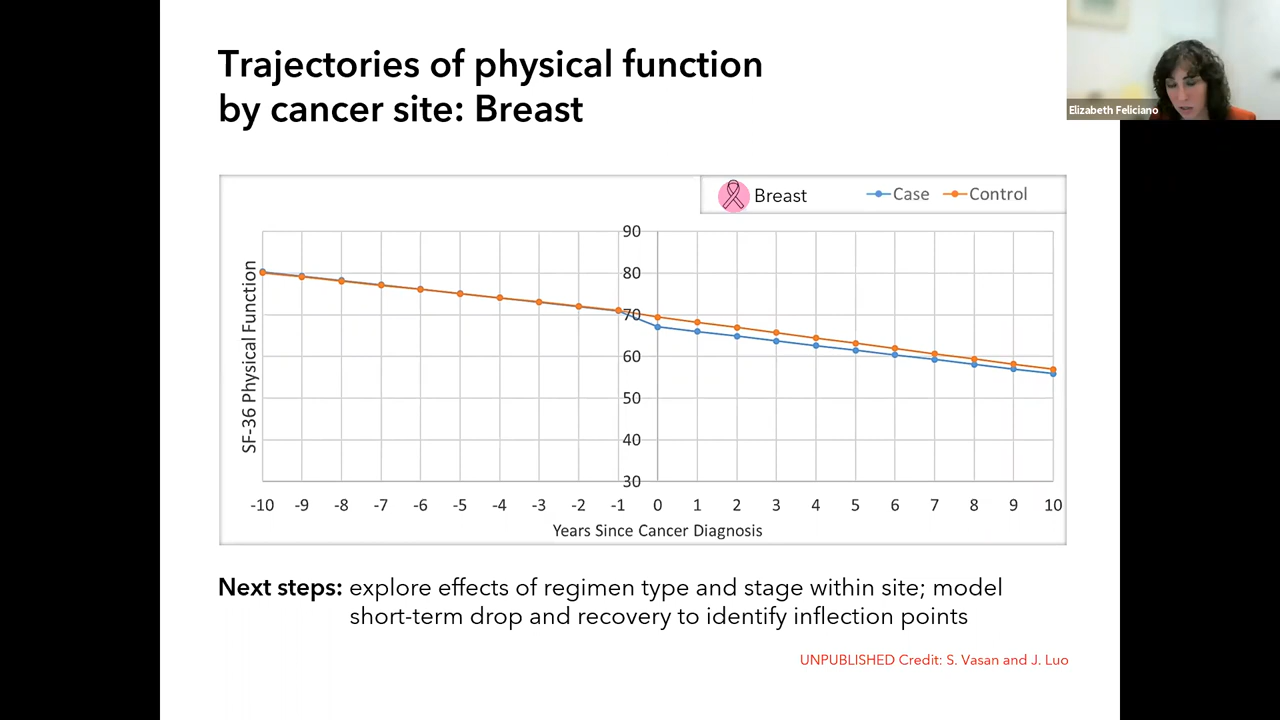 Trajectories of physical function
by cancer site: Breast
Elizabeth Feliciano
Breast
Case
Control
SF-36 Physical Function
90
80
70
60
50
40
30
-10 -9 -8 -7 -6 -5 -4 -3 -2 -1 0 1 2 3 4 5 6 7 8 9 10
Years Since Cancer Diagnosis
Next steps: explore effects of regimen type and stage within site; model
short-term drop and recovery to identify inflection points
UNPUBLISHED Credit: S. Vasan and J. Luo